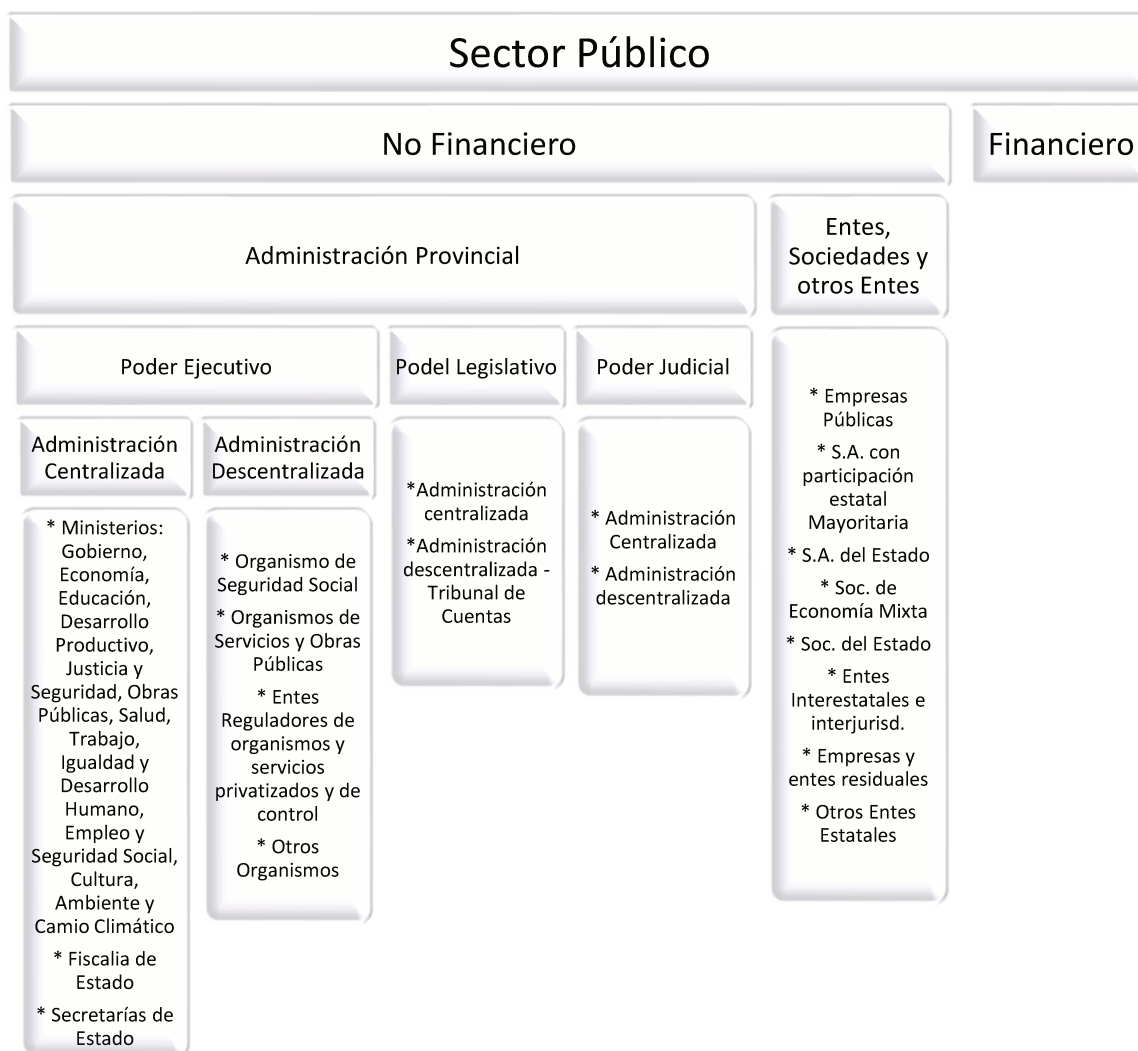 Sector Público
No Financiero
Financiero
Administración Provincial
Entes,
Sociedades y
otros Entes
Poder Ejecutivo
Podel Legislativo
Poder Judicial
Administración
Centralizada
Administración
Descentralizada
* Ministerios:
Gobierno,
Economía,
Educación,
Desarrollo
Productivo,
Justicia y
Seguridad, Obras
Públicas, Salud,
Trabajo,
Igualdad y
Desarrollo
Humano,
Empleo y
Seguridad Social,
Cultura,
Ambiente y
Camio Climático
* Fiscalia de
Estado
* Secretarías de
Estado
* Organismo de
Seguridad Social
* Organismos de
Servicios y Obras
Públicas
* Entes
Reguladores de
organismos y
servicios
privatizados y de
control
* Otros
Organismos
*Administración
centralizada
*Administración
descentralizada -
Tribunal de
Cuentas
* Administración
Centralizada
* Administración
descentralizada
* Empresas
Públicas
* S.A. con
participación
estatal
Mayoritaria
* S.A. del Estado
* Soc. de
Economía Mixta
* Soc. del Estado
* Entes
Interestatales e
interjurisd.
* Empresas y
entes residuales
* Otros Entes
Estatales